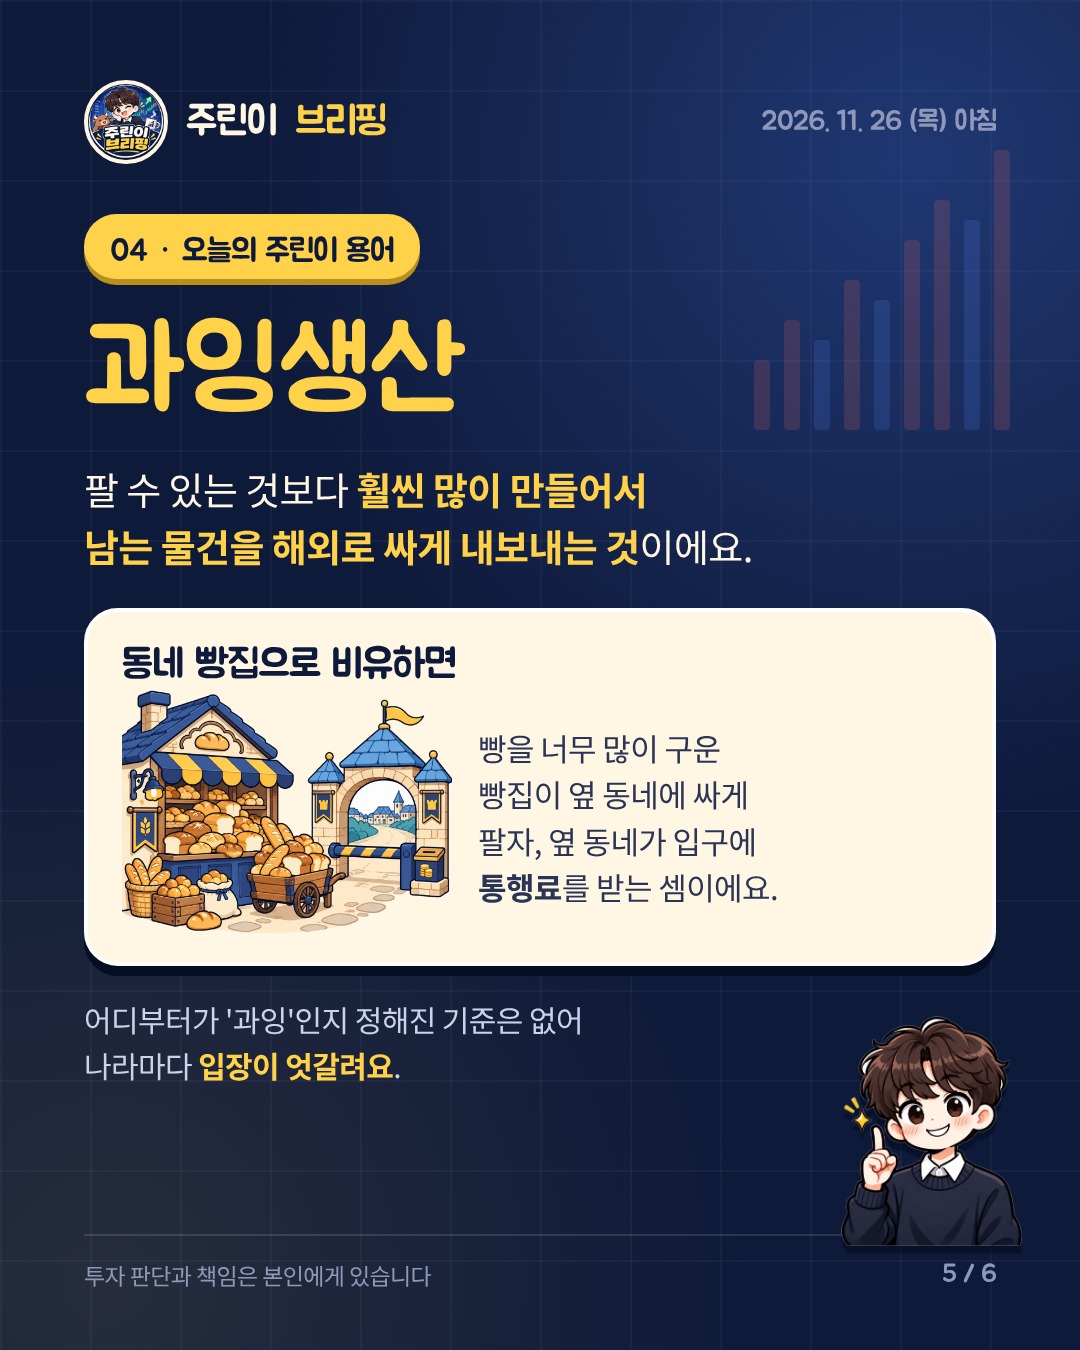 주린이 브리핑
주린이 브리핑
2026. 11. 26 (목) 아침
04 · 오늘의 주린이 용어
과잉생산
팔 수 있는 것보다 훨씬 많이 만들어서
남는 물건을 해외로 싸게 내보내는 것이에요.
동네 빵집으로 비유하면
빵을 너무 많이 구운
빵집이 옆 동네에 싸게
팔자, 옆 동네가 입구에
통행료를 받는 셈이에요.
어디부터가 '과잉'인지 정해진 기준은 없어
나라마다 입장이 엇갈려요.
투자 판단과 책임은 본인에게 있습니다
5 / 6